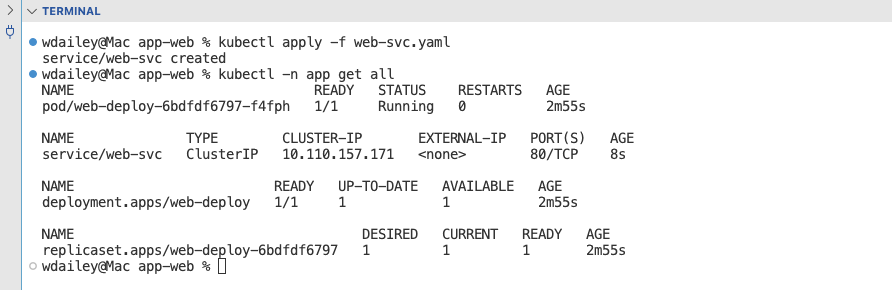 TERMINAL
wdailey@Mac app-web % kubectl apply -f web-svc.yaml
service/web-svc created
wdailey@Mac app-web % kubectl -n app get all
NAME READY STATUS RESTARTS AGE
pod/web-deploy-6bdfdf6797-f4fph 1/1 Running 0 2m55s
NAME TYPE CLUSTER-IP EXTERNAL-IP PORT(S) AGE
service/web-svc ClusterIP 10.110.157.171 <none> 80/TCP 8s
NAME READY UP-TO-DATE AVAILABLE AGE
deployment.apps/web-deploy 1/1 1 1 2m55s
NAME DESIRED CURRENT READY AGE
replicaset.apps/web-deploy-6bdfdf6797 1 1 1 2m55s
wdailey@Mac app-web %